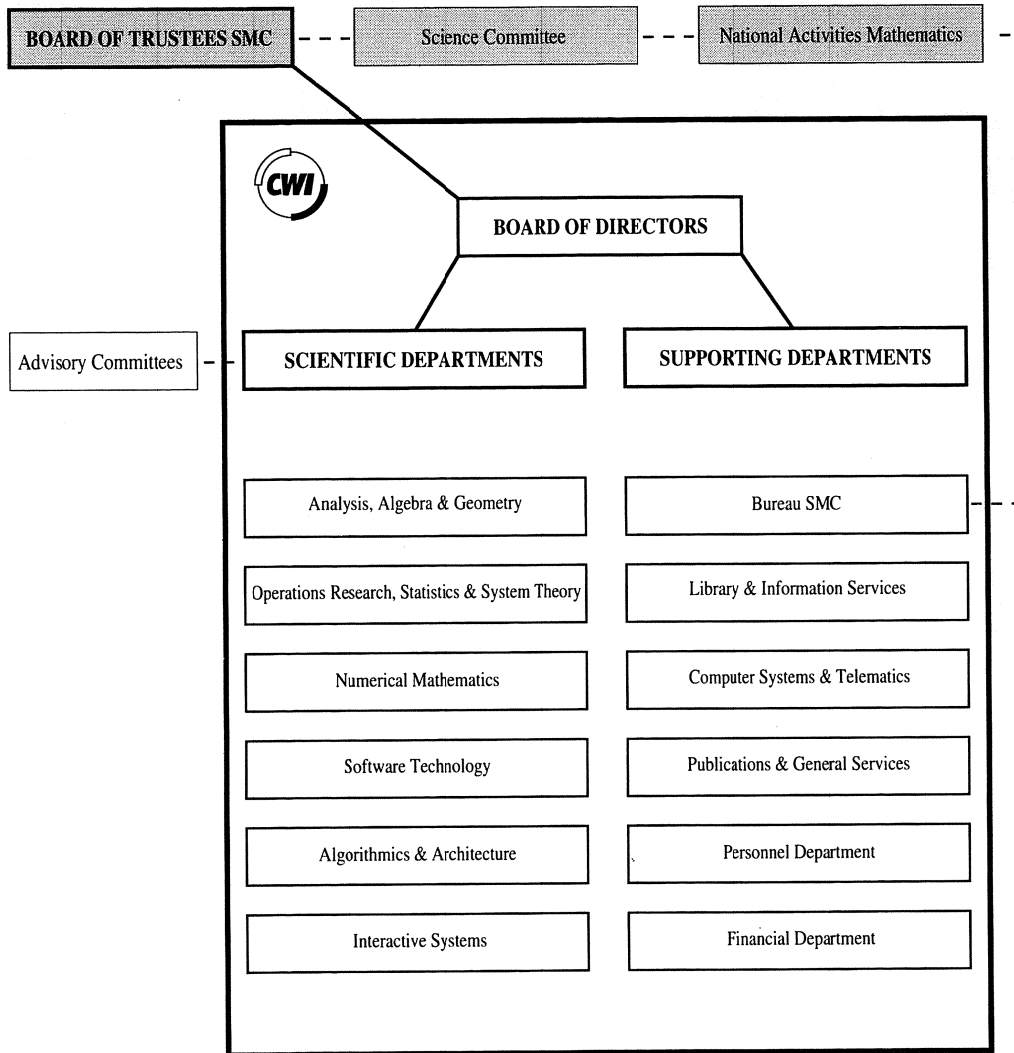 BOARD OF TRUSTEES SMC
Science Committee
National Activities Mathematics
CWI
BOARD OF DIRECTORS
Advisory Committees
SCIENTIFIC DEPARTMENTS
SUPPORTING DEPARTMENTS
Analysis, Algebra & Geometry
Bureau SMC
Operations Research, Statistics & System Theory
Library & Information Services
Numerical Mathematics
Computer Systems & Telematics
Software Technology
Publications & General Services
Algorithmics & Architecture
Personnel Department
Interactive Systems
Financial Department